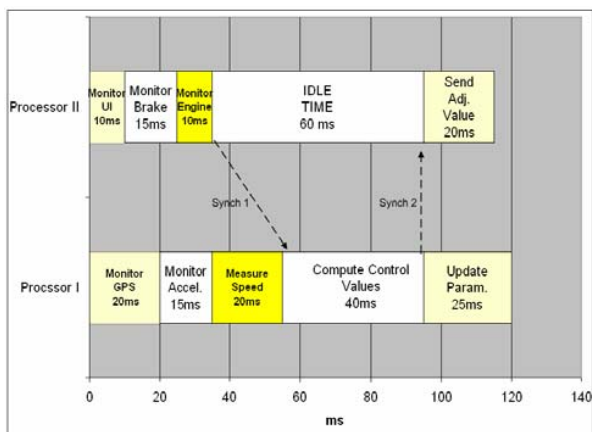 Processor II
Monitor
UI
10ms
Monitor
Brake
15ms
Monitor
Engine
10ms
IDLE
TIME
60 ms
Send
Adj.
Value
20ms
Synch 1
Synch 2
Procssor I
Monitor
GPS
20ms
Monitor
Accel.
15ms
Measure
Speed
20ms
Compute Control
Values
40ms
Update
Param.
25ms
0 20 40 60 80 100 120 140
ms